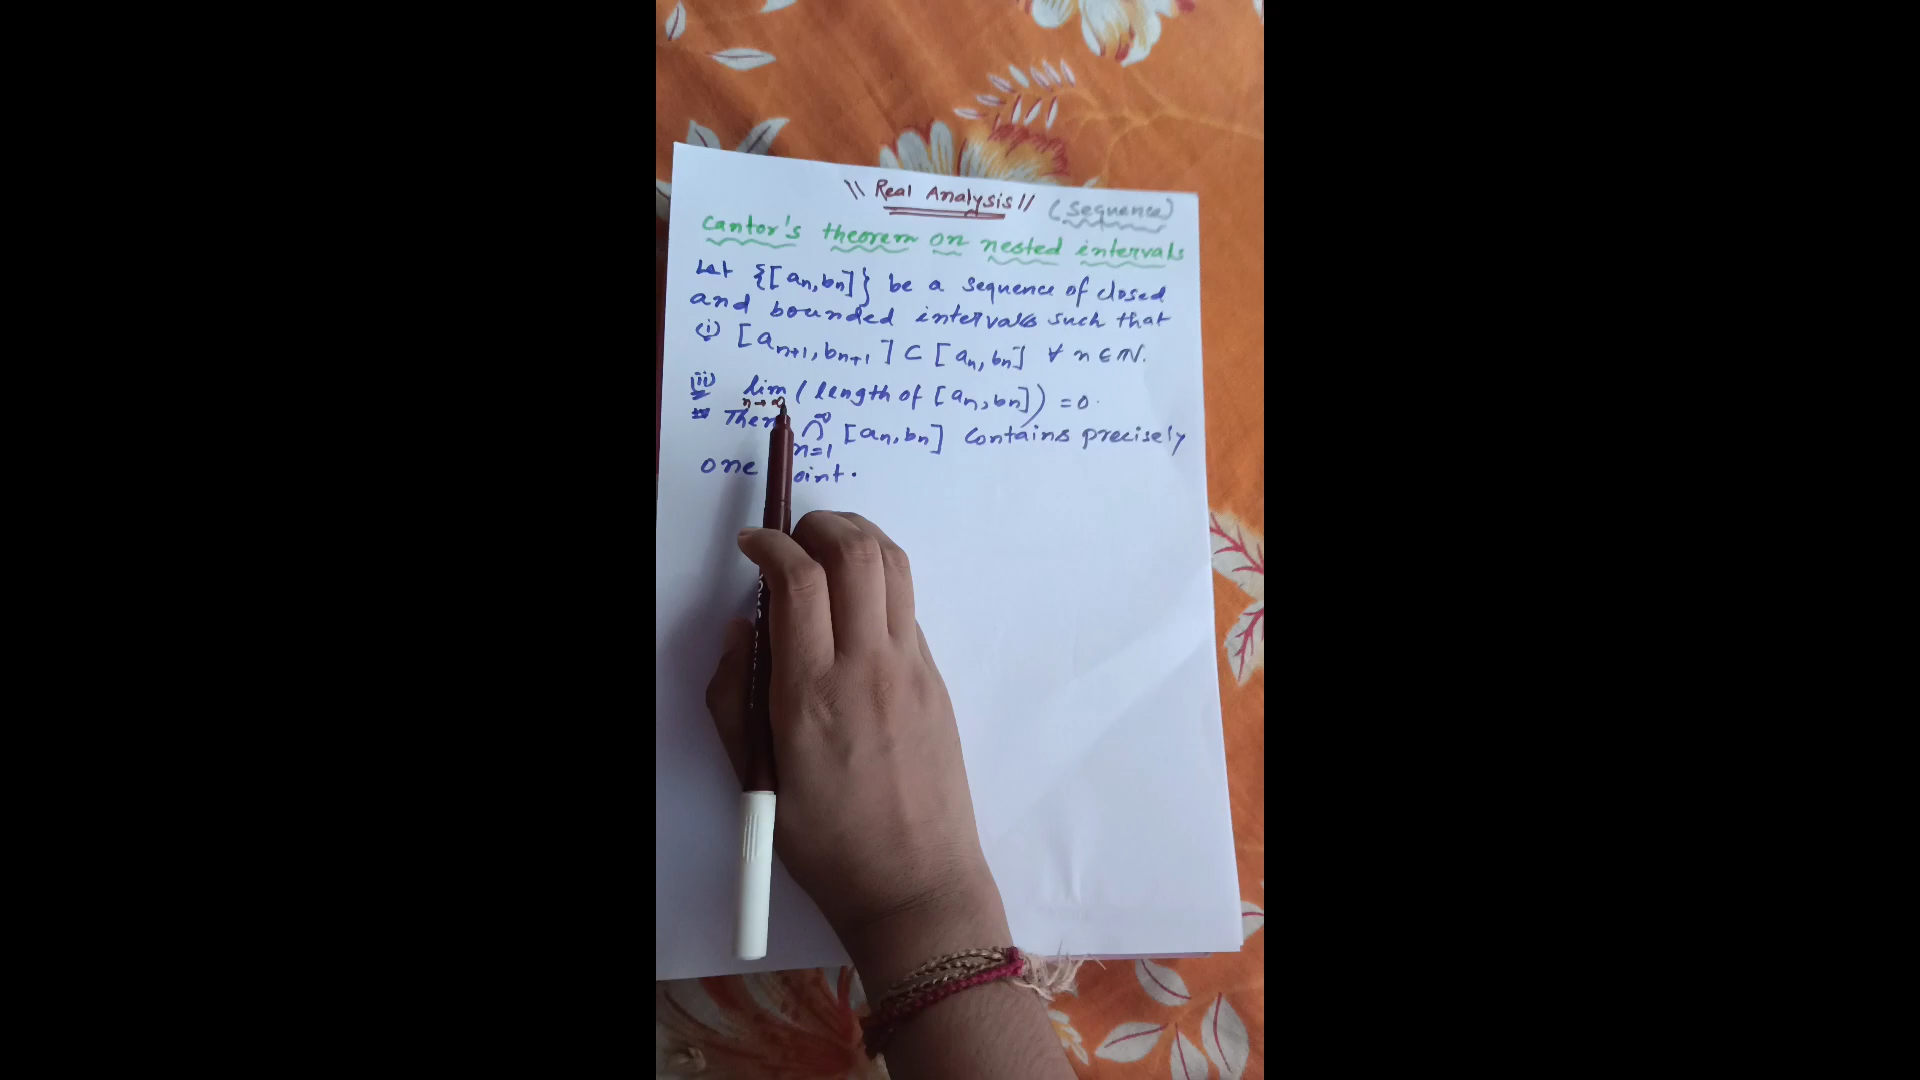 \\ Real Analysis // (Sequence)
Cantor's theorem on nested intervals
Let {[an, bn]} be a sequence of closed
and bounded intervals such that
(i) [an+1, bn+1] ⊂ [an, bn] ∀ n ∈ ℕ.
(ii) lim n→∞ (length of [an, bn]) = 0.
Then ∞ ∩ n=1 [an, bn] contains precisely
one oint.